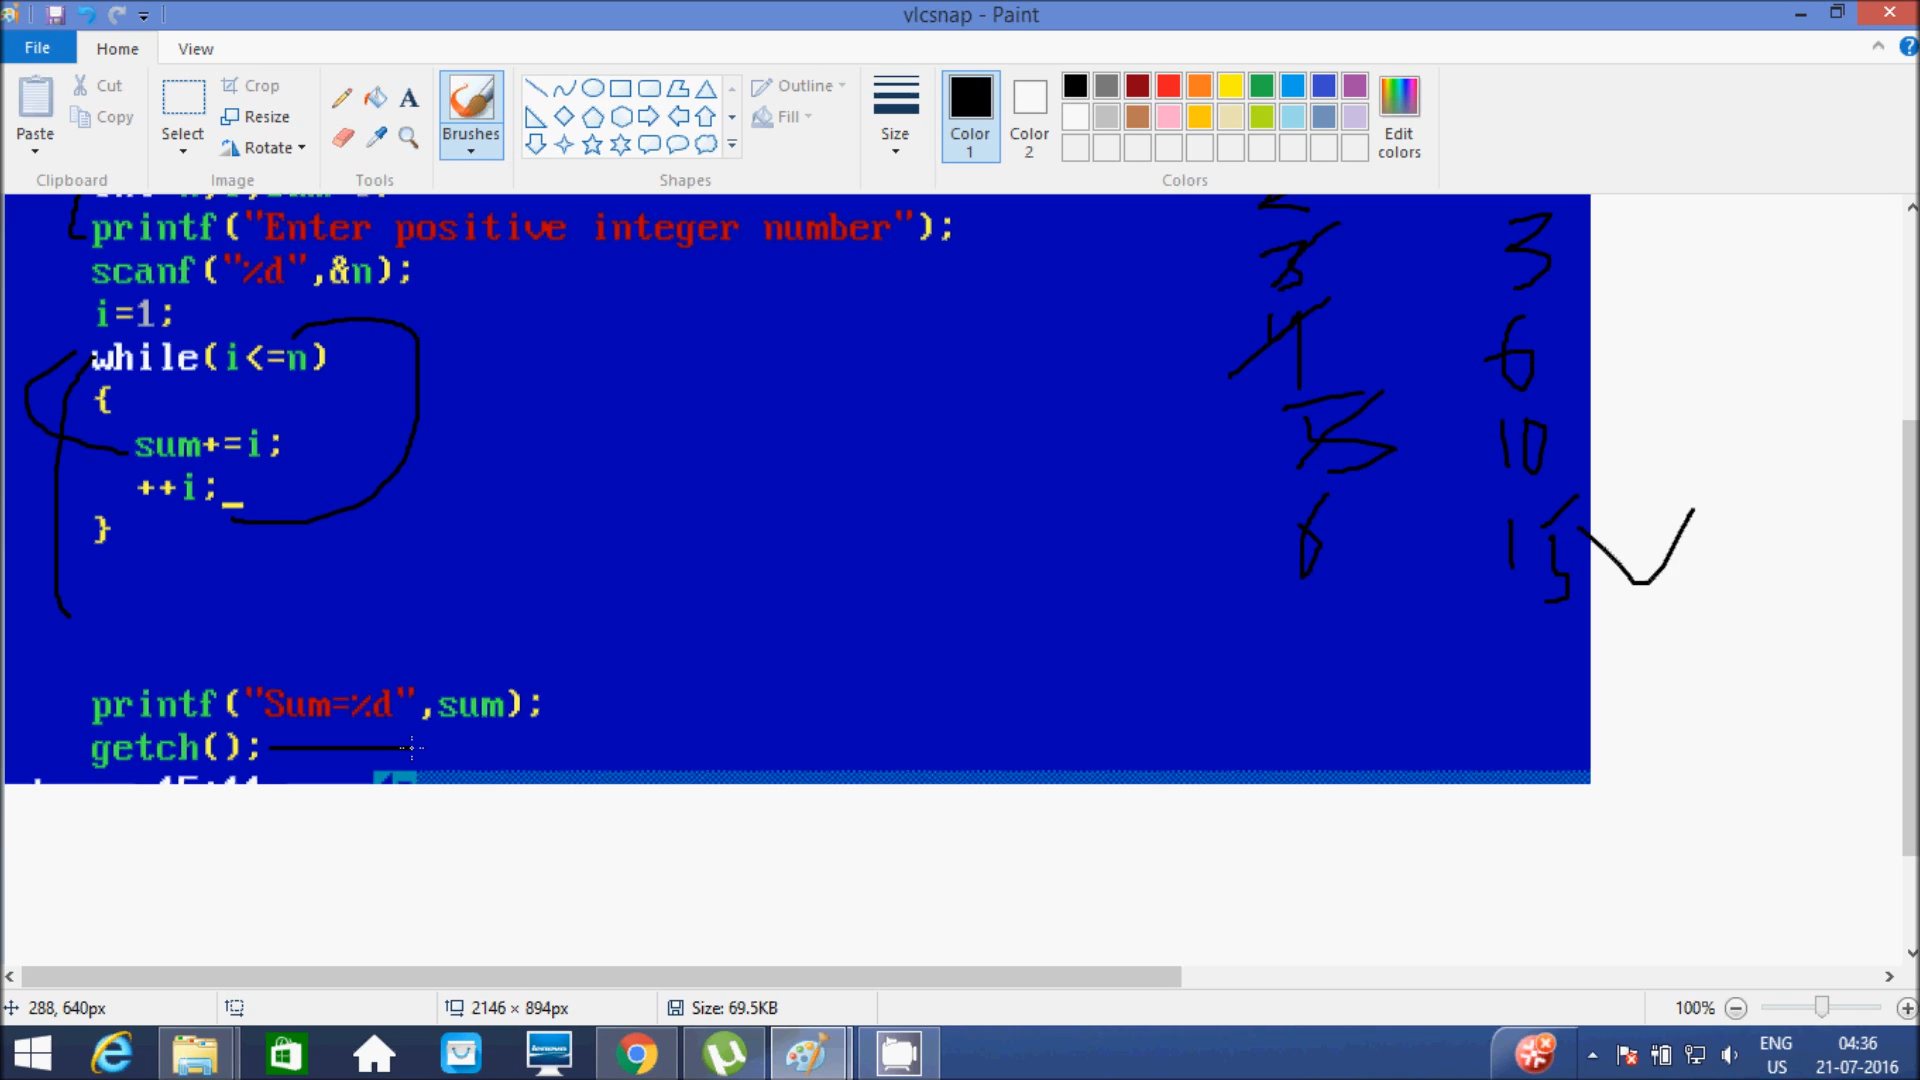 vlcsnap - Paint
File Home View
Paste
Cut
Copy
Clipboard
Select
Crop
Resize
Rotate
Image
A
Tools
Brushes
Shapes
Outline
Fill
Size
Color 1
Color 2
Edit colors
Colors
printf("Enter positive integer number");
scanf("%d",&n);
i=1;
while(i<=n)
{
sum+=i;
++i;_
}
printf("Sum=%d",sum);
getch();
2
3 3
4 6
5 10
6 15
288, 640px
2146 × 894px
Size: 69.5KB
100%
lenovo
ENG
US
04:36
21-07-2016